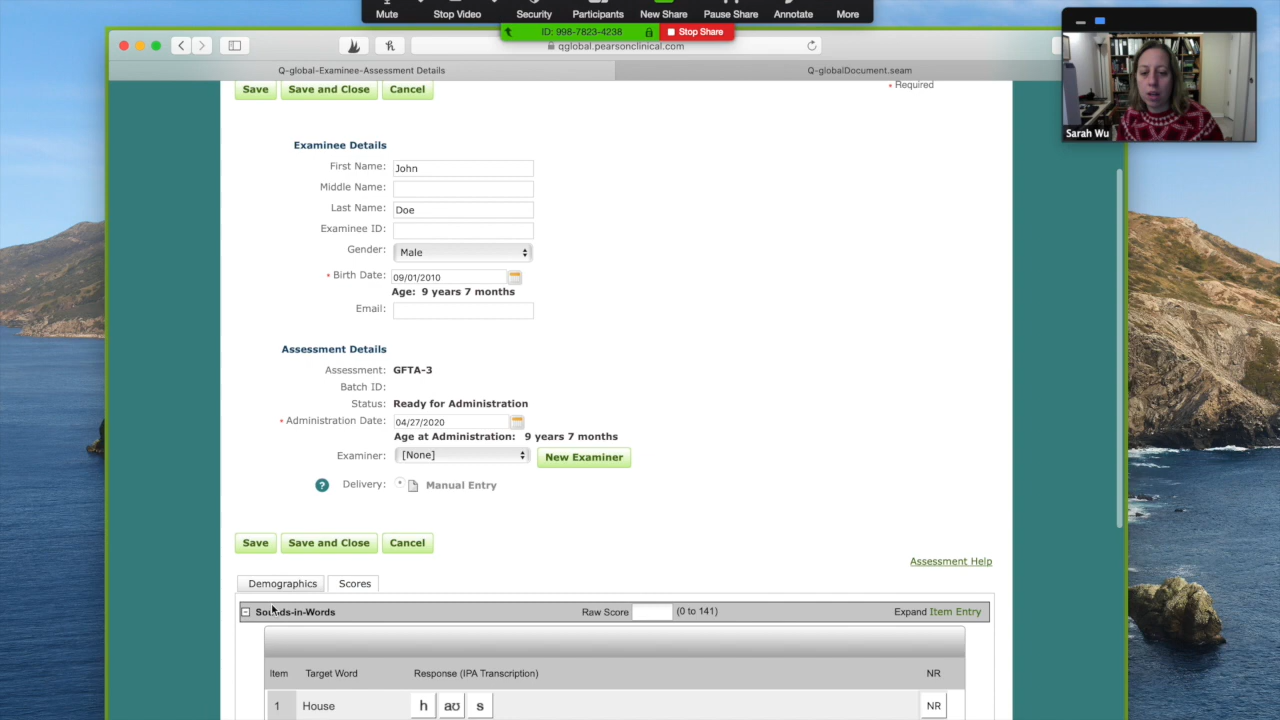 Mute Stop Video Security Participants New Share Pause Share Annotate More
ID: 998-7823-4238 Stop Share
qglobal.pearsonclinical.com
Q-global-Examinee-Assessment Details Q-globalDocument.seam
Save Save and Close Cancel * Required
Sarah Wu
Examinee Details
First Name: John
Middle Name:
Last Name: Doe
Examinee ID:
Gender: Male
* Birth Date: 09/01/2010
Age: 9 years 7 months
Email:
Assessment Details
Assessment: GFTA-3
Batch ID:
Status: Ready for Administration
* Administration Date: 04/27/2020
Age at Administration: 9 years 7 months
Examiner: [None] New Examiner
? Delivery: Manual Entry
Save Save and Close Cancel
Assessment Help
Demographics Scores
Sounds-in-Words Raw Score (0 to 141) Expand Item Entry
Item Target Word Response (IPA Transcription) NR
1 House h aʊ s NR